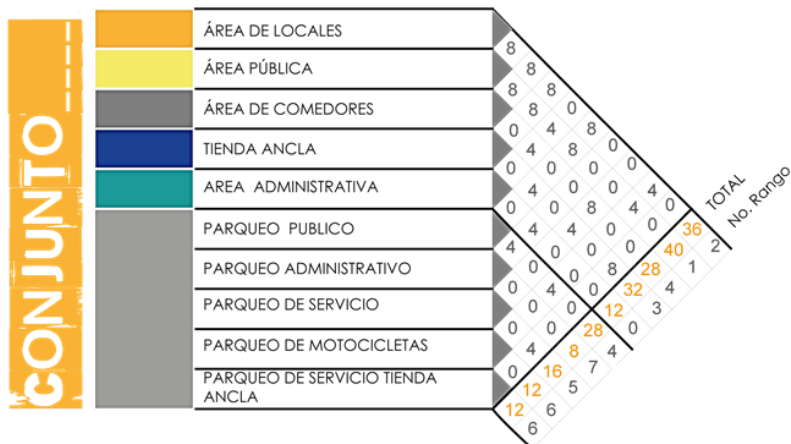 CONJUNTO
ÁREA DE LOCALES
8
ÁREA PÚBLICA
8
8 8
ÁREA DE COMEDORES
8 0
0 4 8
TIENDA ANCLA
4 8 0
0 0 0
AREA ADMINISTRATIVA
4 0 0 4
0 0 8 4 0
TOTAL
No. Rango
PARQUEO PUBLICO
4 4 0 0 36
4 0 0 0 40 2
PARQUEO ADMINISTRATIVO
0 0 8 28 1
0 4 0 32 4
PARQUEO DE SERVICIO
0 0 12 3
0 0 28 0
PARQUEO DE MOTOCICLETAS
4 8 4
0 16 7
PARQUEO DE SERVICIO TIENDA
ANCLA
12 5
12 6
6